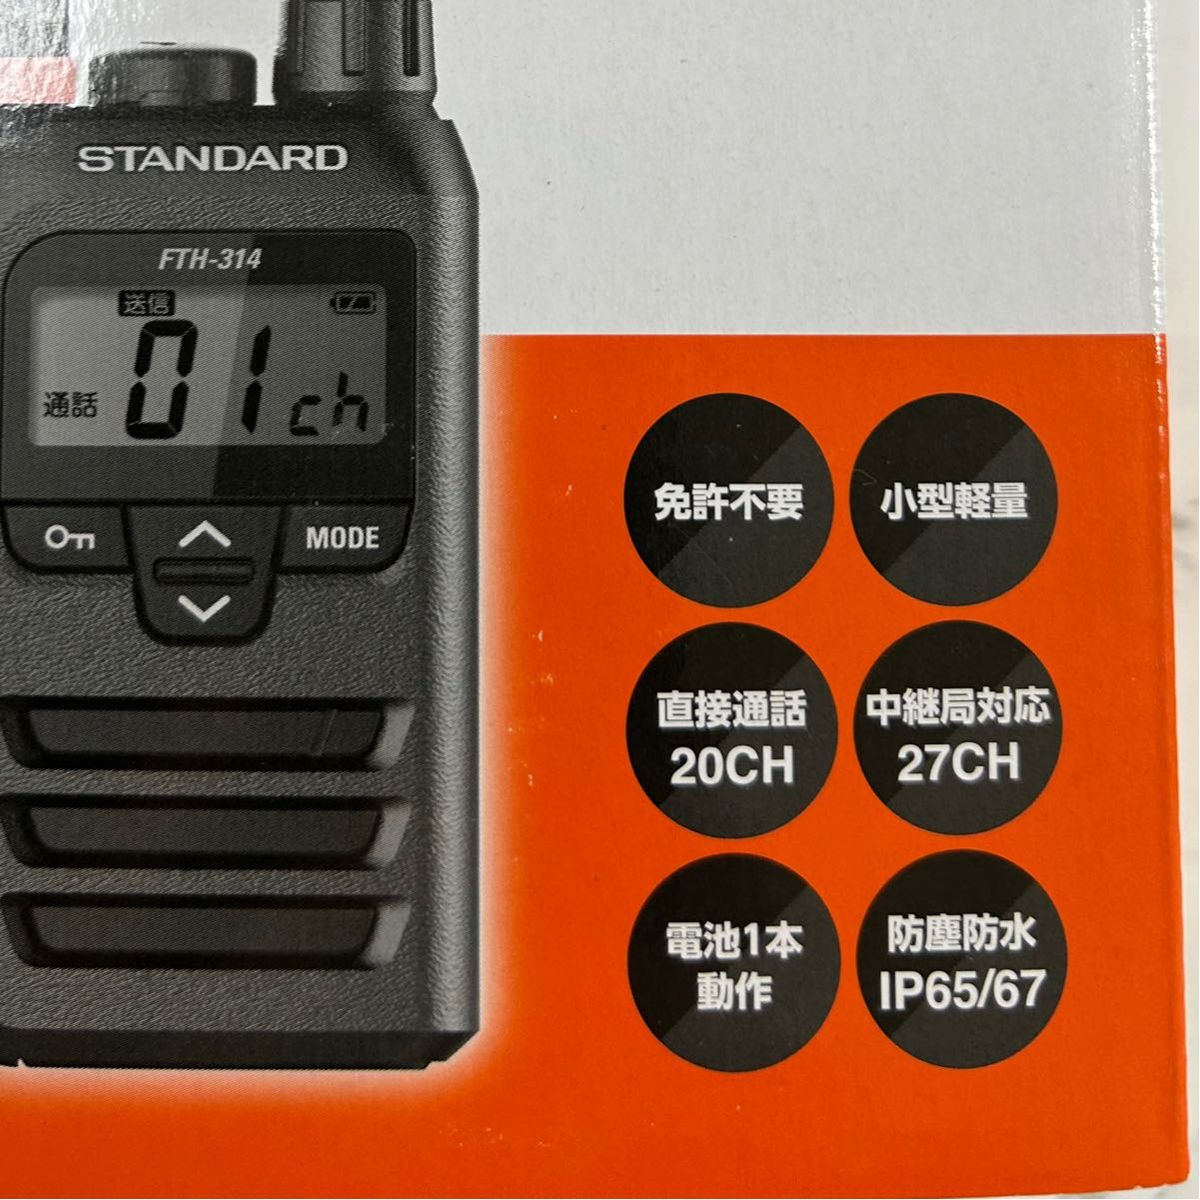 STANDARD
FTH-314
送信
通話 01ch
MODE
免許不要
小型軽量
直接通話
20CH
中継局対応
27CH
電池1本
動作
防塵防水
IP65/67